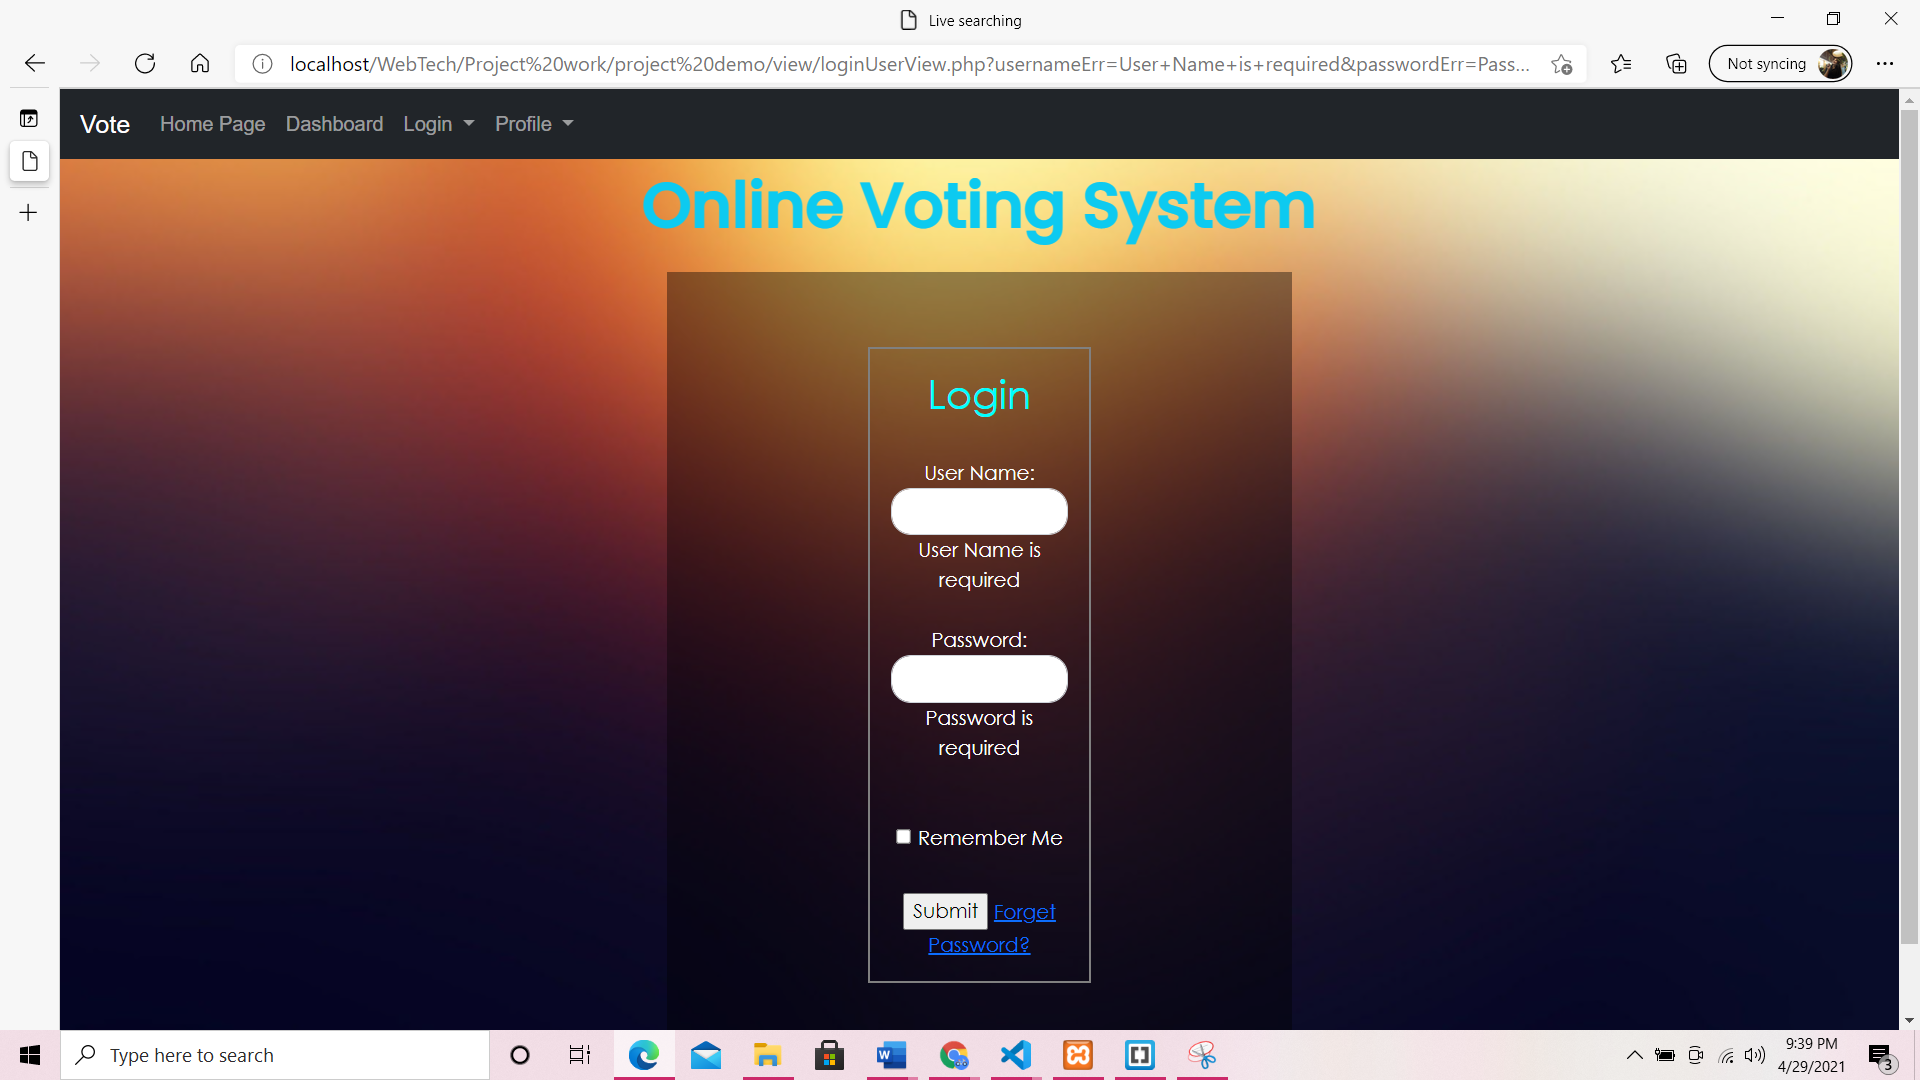 Live searching
localhost/WebTech/Project%20work/project%20demo/view/loginUserView.php?usernameErr=User+Name+is+required&passwordErr=Pass...
Not syncing
Vote Home Page Dashboard Login Profile
Online Voting System
Login
User Name:
User Name is
required
Password:
Password is
required
Remember Me
Submit Forget
Password?
Type here to search
9:39 PM
4/29/2021
3